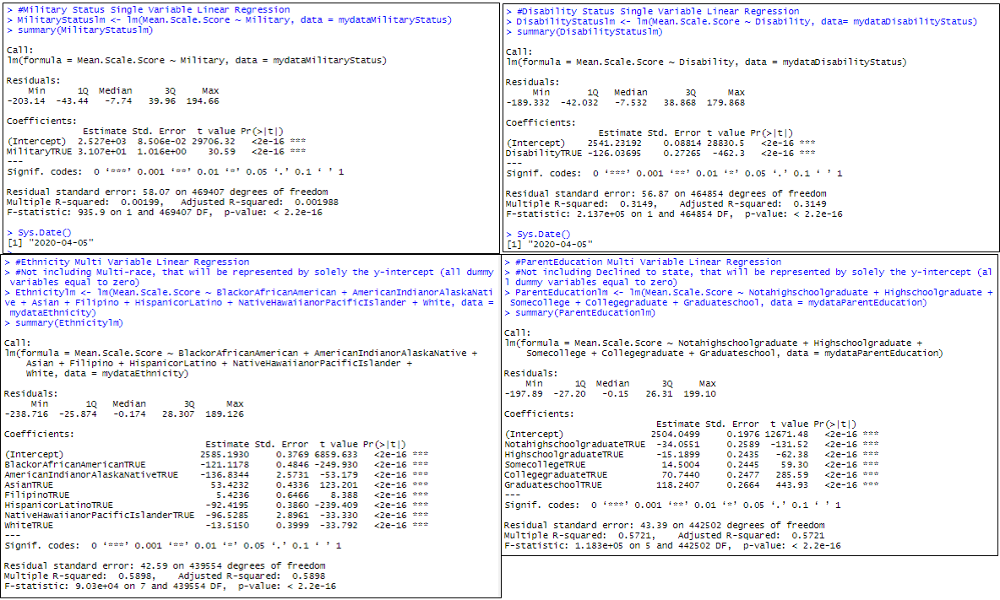 > #Military Status Single Variable Linear Regression
> MilitaryStatuslm <- lm(Mean.Scale.Score ~ Military, data = mydataMilitaryStatus)
> summary(MilitaryStatuslm)
Call:
lm(formula = Mean.Scale.Score ~ Military, data = mydataMilitaryStatus)
Residuals:
Min 1Q Median 3Q Max
-203.14 -43.44 -7.74 39.96 194.66
Coefficients:
Estimate Std. Error t value Pr(>|t|)
(Intercept) 2.527e+03 8.506e-02 29706.32 <2e-16 ***
MilitaryTRUE 3.107e+01 1.016e+00 30.59 <2e-16 ***
---
Signif. codes: 0 ‘***’ 0.001 ‘**’ 0.01 ‘*’ 0.05 ‘.’ 0.1 ‘ ’ 1
Residual standard error: 58.07 on 469407 degrees of freedom
Multiple R-squared: 0.00199, Adjusted R-squared: 0.001988
F-statistic: 935.9 on 1 and 469407 DF, p-value: < 2.2e-16
> Sys.Date()
[1] "2020-04-05"
>
> #Disability Status Single Variable Linear Regression
> DisabilityStatuslm <- lm(Mean.Scale.Score ~ Disability, data= mydataDisabilityStatus)
> summary(DisabilityStatuslm)
Call:
lm(formula = Mean.Scale.Score ~ Disability, data = mydataDisabilityStatus)
Residuals:
Min 1Q Median 3Q Max
-189.332 -42.032 -7.532 38.868 179.868
Coefficients:
Estimate Std. Error t value Pr(>|t|)
(Intercept) 2541.23192 0.08814 28830.5 <2e-16 ***
DisabilityTRUE -126.03695 0.27265 -462.3 <2e-16 ***
---
Signif. codes: 0 ‘***’ 0.001 ‘**’ 0.01 ‘*’ 0.05 ‘.’ 0.1 ‘ ’ 1
Residual standard error: 56.87 on 464854 degrees of freedom
Multiple R-squared: 0.3149, Adjusted R-squared: 0.3149
F-statistic: 2.137e+05 on 1 and 464854 DF, p-value: < 2.2e-16
> Sys.Date()
[1] "2020-04-05"
> #Ethnicity Multi Variable Linear Regression
> #Not including Multi-race, that will be represented by solely the y-intercept (all dummy
variables equal to zero)
> Ethnicitylm <- lm(Mean.Scale.Score ~ BlackorAfricanAmerican + AmericanIndianorAlaskaNati
ve + Asian + Filipino + HispanicorLatino + NativeHawaiianorPacificIslander + White, data =
mydataEthnicity)
> summary(Ethnicitylm)
Call:
lm(formula = Mean.Scale.Score ~ BlackorAfricanAmerican + AmericanIndianorAlaskaNative +
Asian + Filipino + HispanicorLatino + NativeHawaiianorPacificIslander +
White, data = mydataEthnicity)
Residuals:
Min 1Q Median 3Q Max
-238.716 -25.874 -0.174 28.307 189.126
Coefficients:
Estimate Std. Error t value Pr(>|t|)
(Intercept) 2585.1930 0.3769 6859.633 <2e-16 ***
BlackorAfricanAmericanTRUE -121.1178 0.4846 -249.930 <2e-16 ***
AmericanIndianorAlaskaNativeTRUE -136.8344 2.5731 -53.179 <2e-16 ***
AsianTRUE 53.4232 0.4336 123.201 <2e-16 ***
FilipinoTRUE 5.4236 0.6466 8.388 <2e-16 ***
HispanicorLatinoTRUE -92.4195 0.3860 -239.409 <2e-16 ***
NativeHawaiianorPacificIslanderTRUE -96.5285 2.8961 -33.330 <2e-16 ***
WhiteTRUE -13.5150 0.3999 -33.792 <2e-16 ***
---
Signif. codes: 0 ‘***’ 0.001 ‘**’ 0.01 ‘*’ 0.05 ‘.’ 0.1 ‘ ’ 1
Residual standard error: 42.59 on 439554 degrees of freedom
Multiple R-squared: 0.5898, Adjusted R-squared: 0.5898
F-statistic: 9.03e+04 on 7 and 439554 DF, p-value: < 2.2e-16
> #ParentEducation Multi Variable Linear Regression
> #Not including Declined to state, that will be represented by solely the y-intercept (al
l dummy variables equal to zero)
> ParentEducationlm <- lm(Mean.Scale.Score ~ Notahighschoolgraduate + Highschoolgraduate +
Somecollege + Collegegraduate + Graduateschool, data = mydataParentEducation)
> summary(ParentEducationlm)
Call:
lm(formula = Mean.Scale.Score ~ Notahighschoolgraduate + Highschoolgraduate +
Somecollege + Collegegraduate + Graduateschool, data = mydataParentEducation)
Residuals:
Min 1Q Median 3Q Max
-197.89 -27.20 -0.15 26.31 199.10
Coefficients:
Estimate Std. Error t value Pr(>|t|)
(Intercept) 2504.0499 0.1976 12671.48 <2e-16 ***
NotahighschoolgraduateTRUE -34.0551 0.2589 -131.52 <2e-16 ***
HighschoolgraduateTRUE -15.1899 0.2435 -62.38 <2e-16 ***
SomecollegeTRUE 14.5004 0.2445 59.30 <2e-16 ***
CollegegraduateTRUE 70.7440 0.2477 285.59 <2e-16 ***
GraduateschoolTRUE 118.2407 0.2664 443.93 <2e-16 ***
---
Signif. codes: 0 ‘***’ 0.001 ‘**’ 0.01 ‘*’ 0.05 ‘.’ 0.1 ‘ ’ 1
Residual standard error: 43.39 on 442502 degrees of freedom
Multiple R-squared: 0.5721, Adjusted R-squared: 0.5721
F-statistic: 1.183e+05 on 5 and 442502 DF, p-value: < 2.2e-16